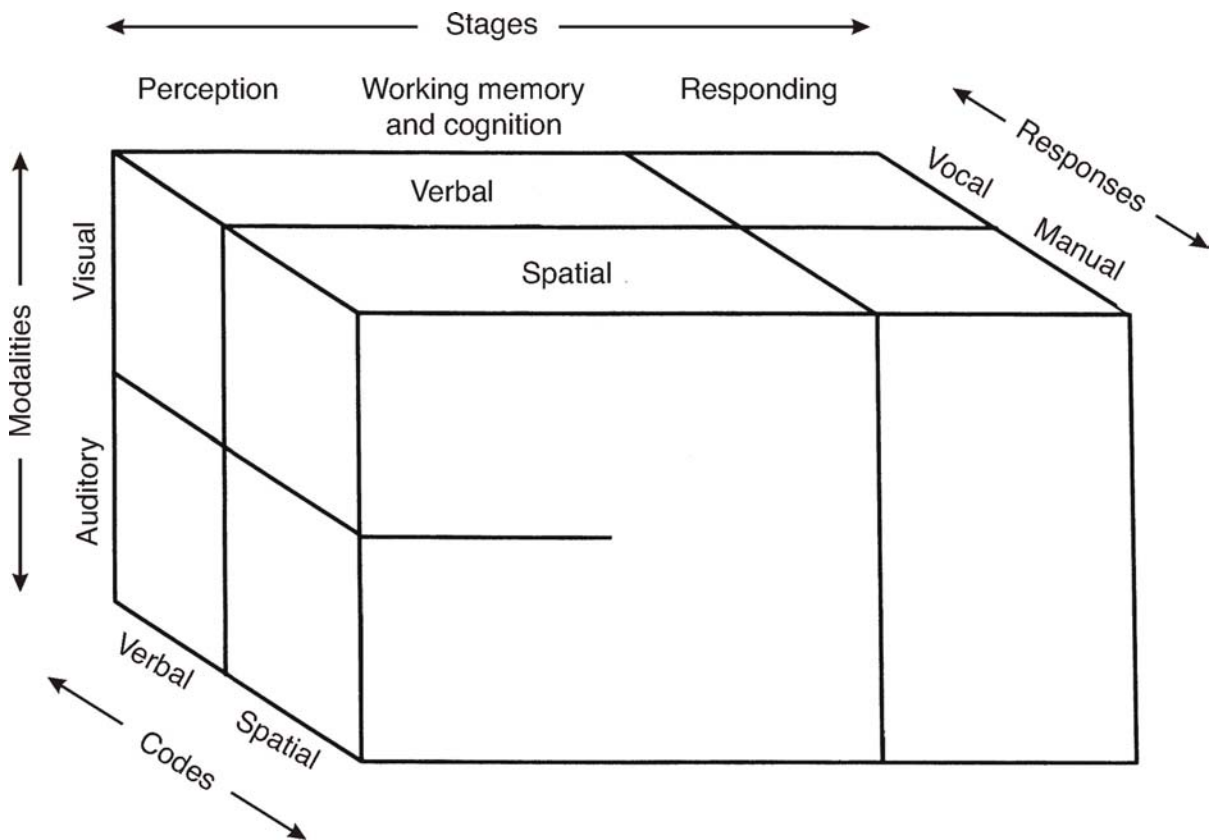 Stages
Perception
Working memory
and cognition
Responding
Responses
Vocal
Manual
Verbal
Spatial
Modalities
Visual
Auditory
Verbal
Spatial
Codes